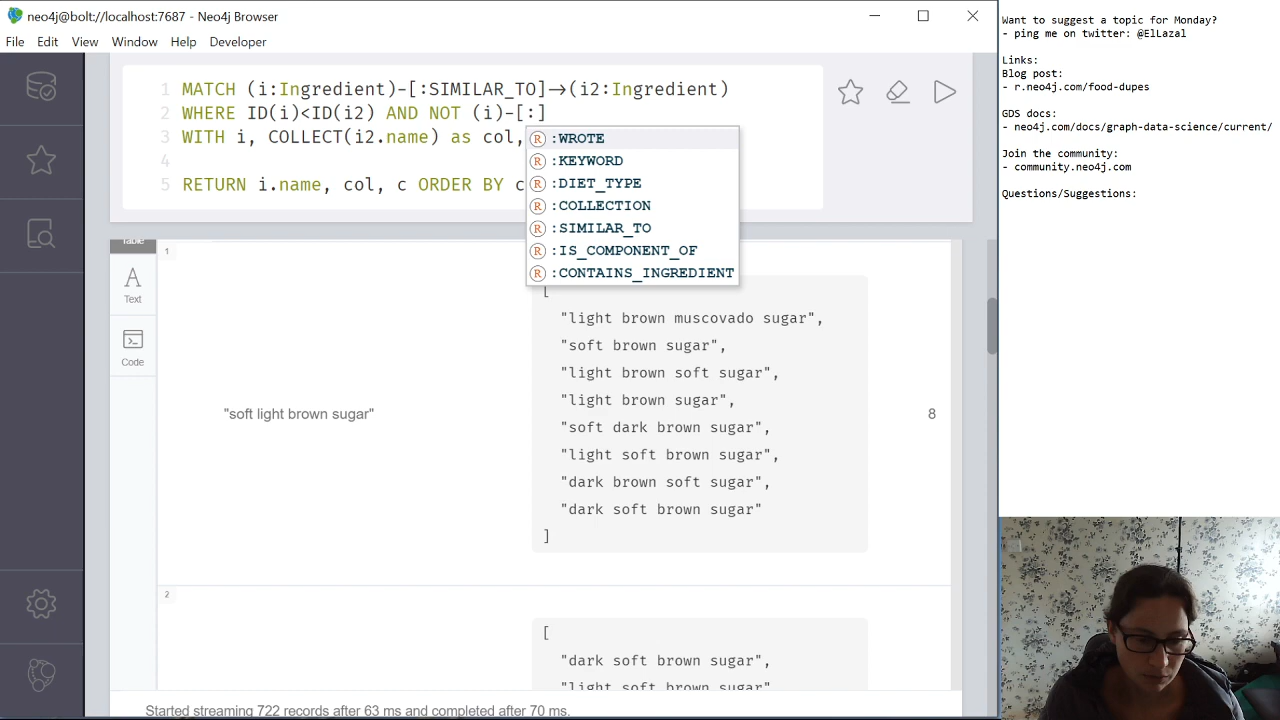 neo4j@bolt://localhost:7687 - Neo4j Browser
File Edit View Window Help Developer
1 MATCH (i:Ingredient)-[:SIMILAR_TO]→(i2:Ingredient)
2 WHERE ID(i)<ID(i2) AND NOT (i)-[:]
3 WITH i, COLLECT(i2.name) as col,
4
5 RETURN i.name, col, c ORDER BY c
R :WROTE
R :KEYWORD
R :DIET_TYPE
R :COLLECTION
R :SIMILAR_TO
R :IS_COMPONENT_OF
R :CONTAINS_INGREDIENT
Table
A
Text
Code
1
"soft light brown sugar"
[
"light brown muscovado sugar",
"soft brown sugar",
"light brown soft sugar",
"light brown sugar",
"soft dark brown sugar",
"light soft brown sugar",
"dark brown soft sugar",
"dark soft brown sugar"
]
8
2
[
"dark soft brown sugar",
"light soft brown sugar",
Started streaming 722 records after 63 ms and completed after 70 ms.
Want to suggest a topic for Monday?
- ping me on twitter: @ElLazal
Links:
Blog post:
- r.neo4j.com/food-dupes
GDS docs:
- neo4j.com/docs/graph-data-science/current/
Join the community:
- community.neo4j.com
Questions/Suggestions: